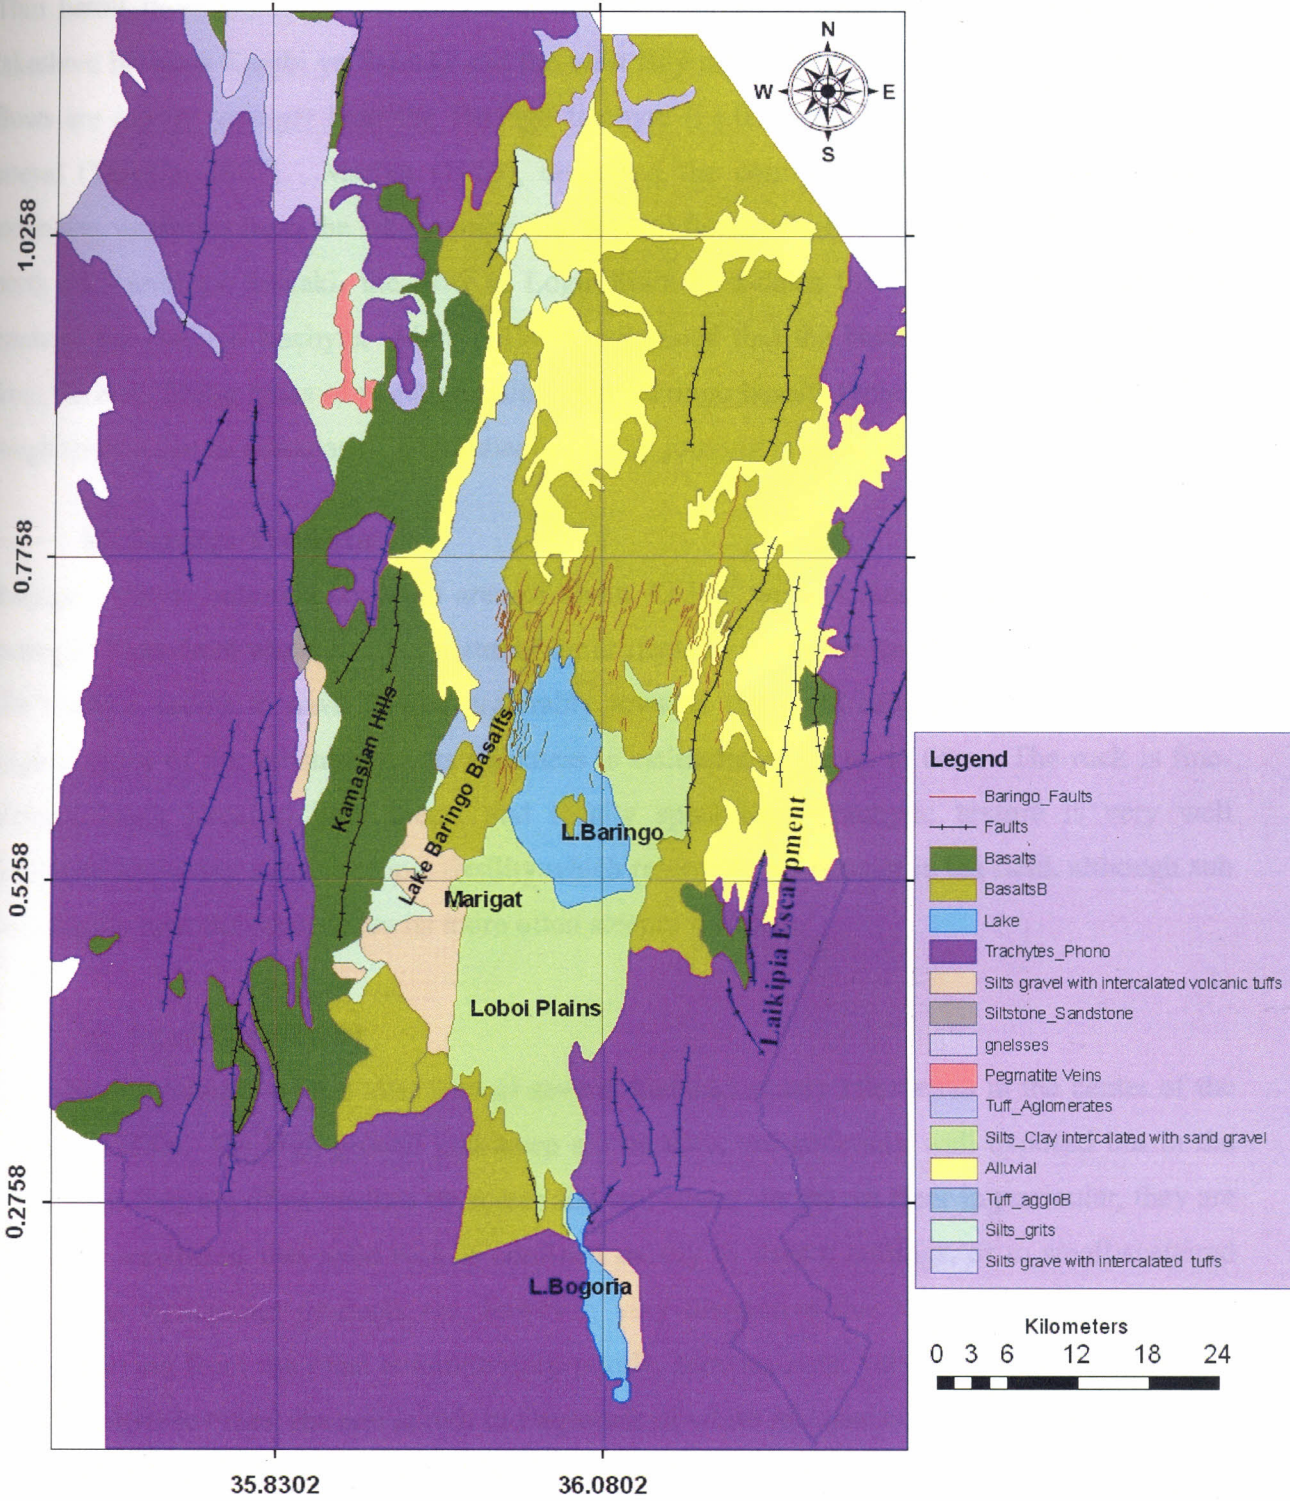 N
W E
S
1.0258
0.7758
0.5258
0.2758
Kamasian Hills
Lake Baringo Basalts
L.Baringo
Marigat
Loboi Plains
Laikipia Escarpment
L.Bogoria
Legend
Baringo_Faults
Faults
Basalts
BasaltsB
Lake
Trachytes_Phono
Silts gravel with intercalated volcanic tuffs
Siltstone_Sandstone
gneisses
Pegmatite Veins
Tuff_Aglomerates
Silts_Clay intercalated with sand gravel
Alluvial
Tuff_aggloB
Silts_grits
Silts grave with intercalated tuffs
Kilometers
0 3 6 12 18 24
35.8302 36.0802